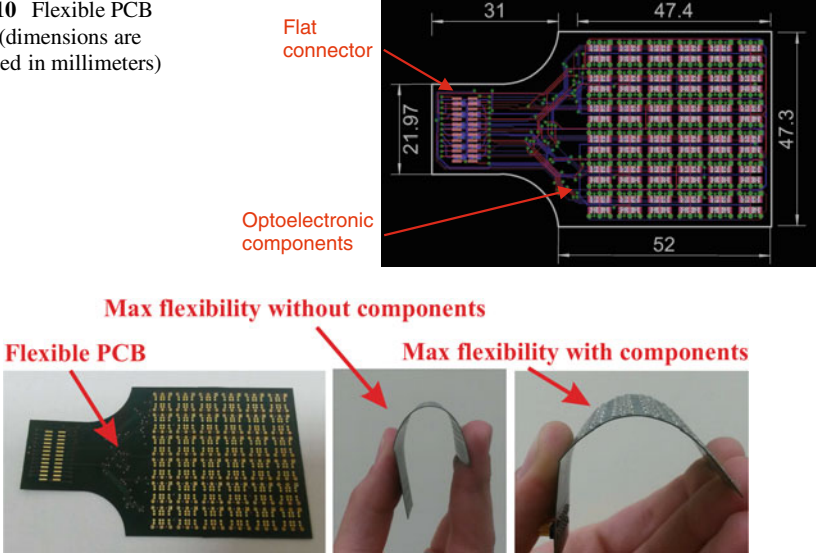 10 Flexible PCB
(dimensions are
ed in millimeters)
Flat
connector
Optoelectronic
components
31
47.4
21.97
47.3
52
Max flexibility without components
Flexible PCB
Max flexibility with components